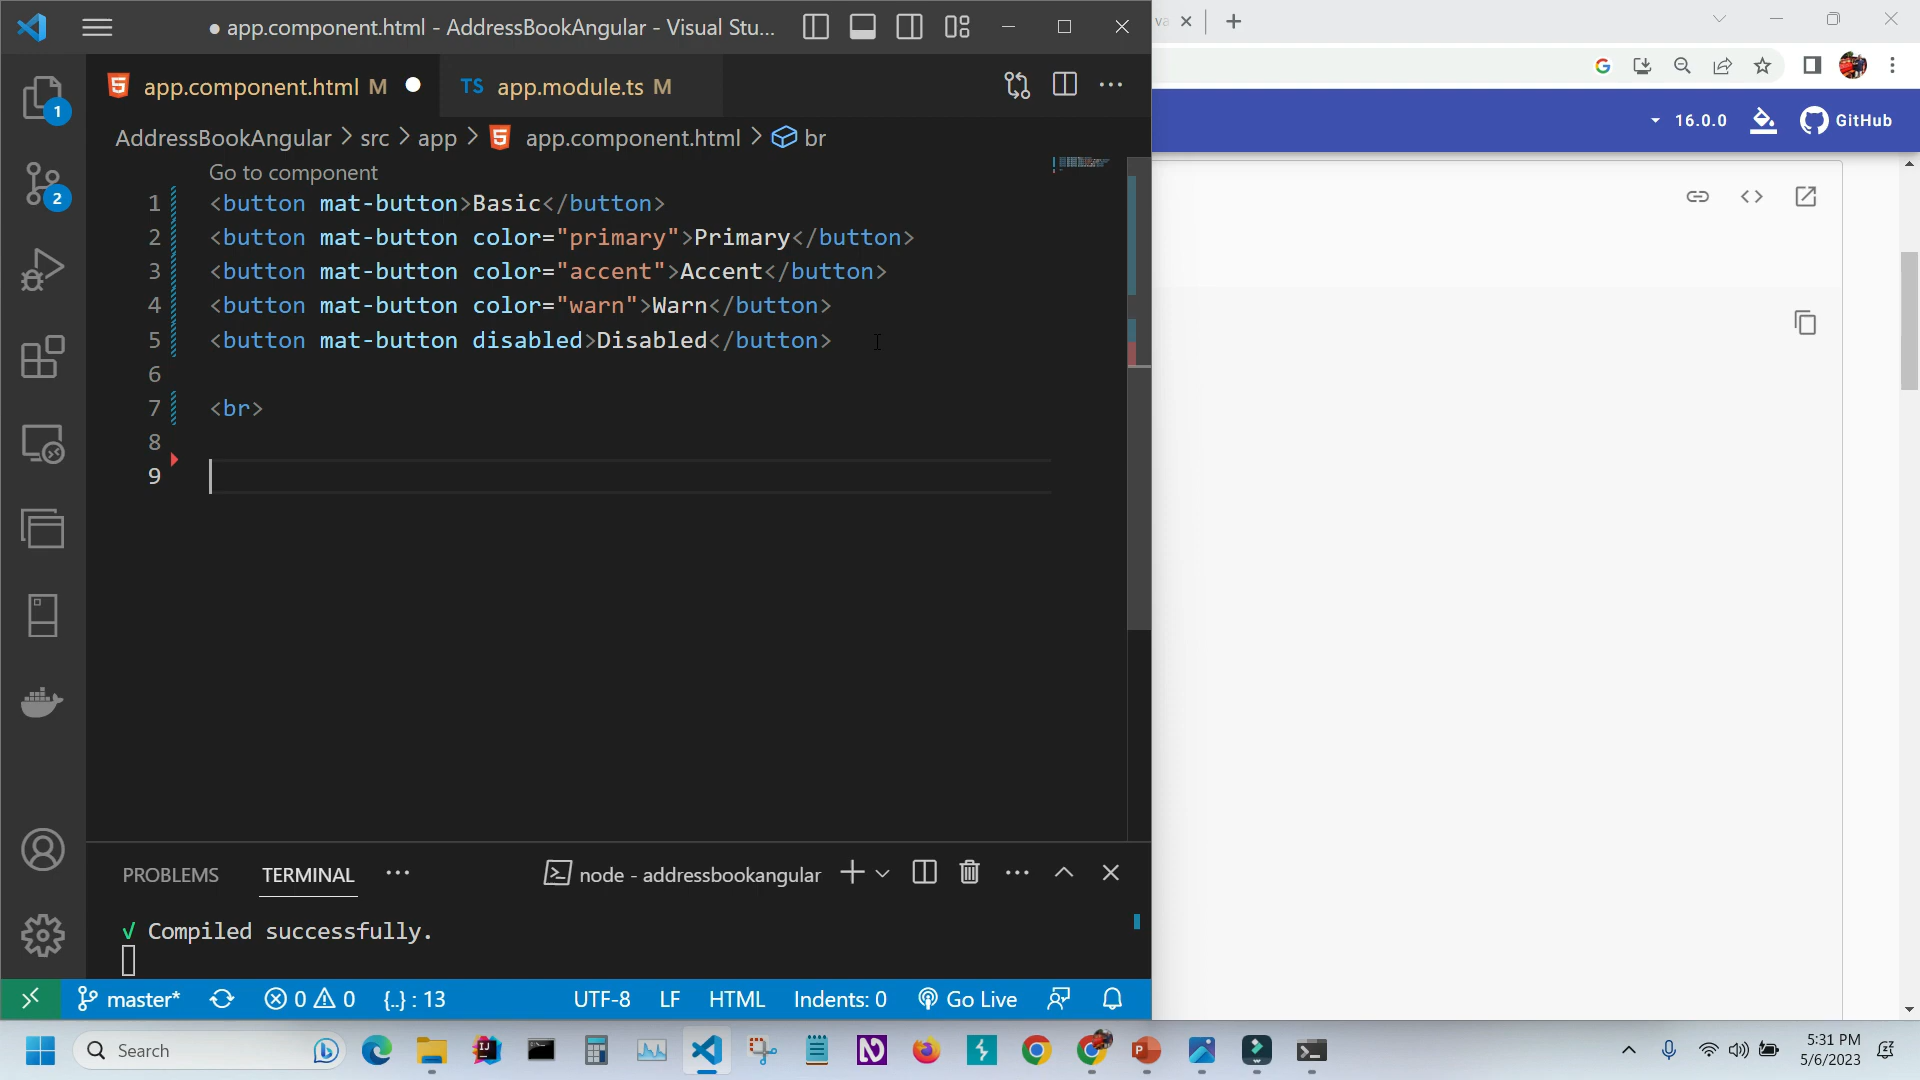 ● app.component.html - AddressBookAngular - Visual Stu...
app.component.html M
TS app.module.ts M
AddressBookAngular > src > app > app.component.html > br
Go to component
1 <button mat-button>Basic</button>
2 <button mat-button color="primary">Primary</button>
3 <button mat-button color="accent">Accent</button>
4 <button mat-button color="warn">Warn</button>
5 <button mat-button disabled>Disabled</button>
6
7 <br>
8
9
PROBLEMS TERMINAL ... node - addressbookangular
√ Compiled successfully.
master* 0 0 {..} : 13 UTF-8 LF HTML Indents: 0 Go Live
16.0.0 GitHub
1
2
Search
5:31 PM
5/6/2023